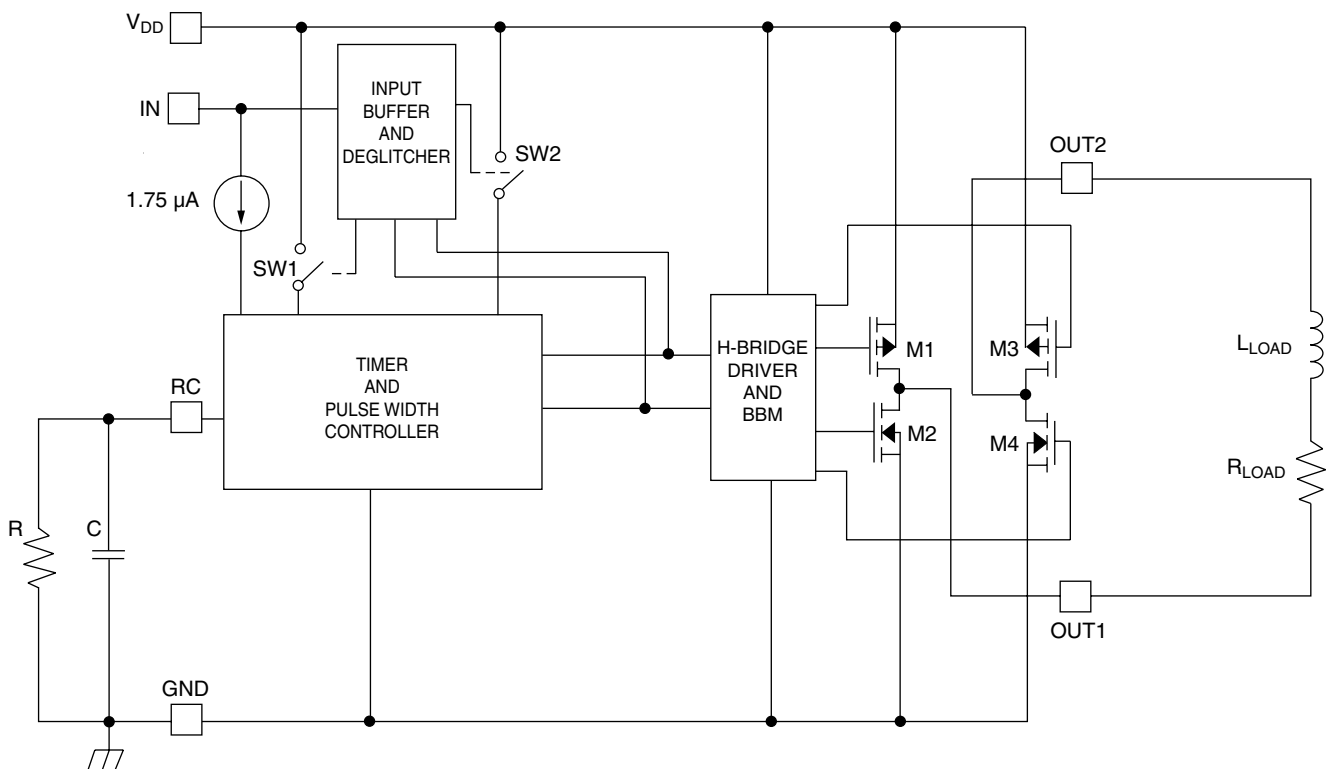 VDD
IN
INPUT
BUFFER
AND
DEGLITCHER
SW2
OUT2
1.75 µA
SW1
M1
M3
H-BRIDGE
DRIVER
AND
BBM
LLOAD
TIMER
AND
PULSE WIDTH
CONTROLLER
RC
M2
M4
RLOAD
R
C
OUT1
GND